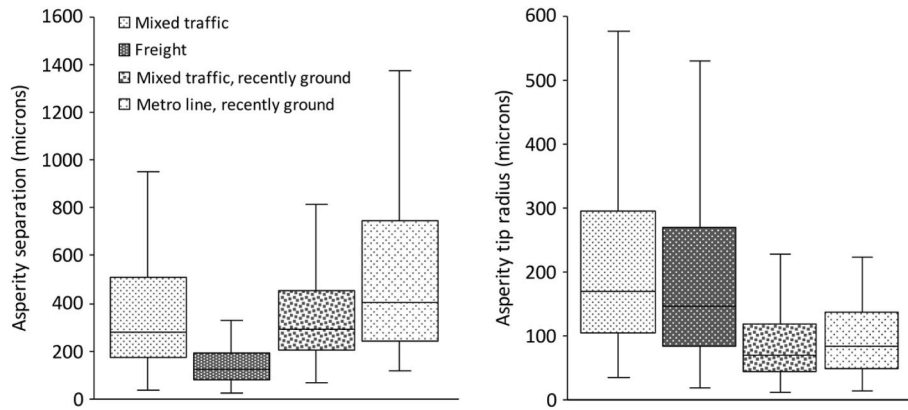 1600
1400
1200
1000
800
600
400
200
0
Asperity separation (microns)
Mixed traffic
Freight
Mixed traffic, recently ground
Metro line, recently ground
600
500
400
300
200
100
0
Asperity tip radius (microns)